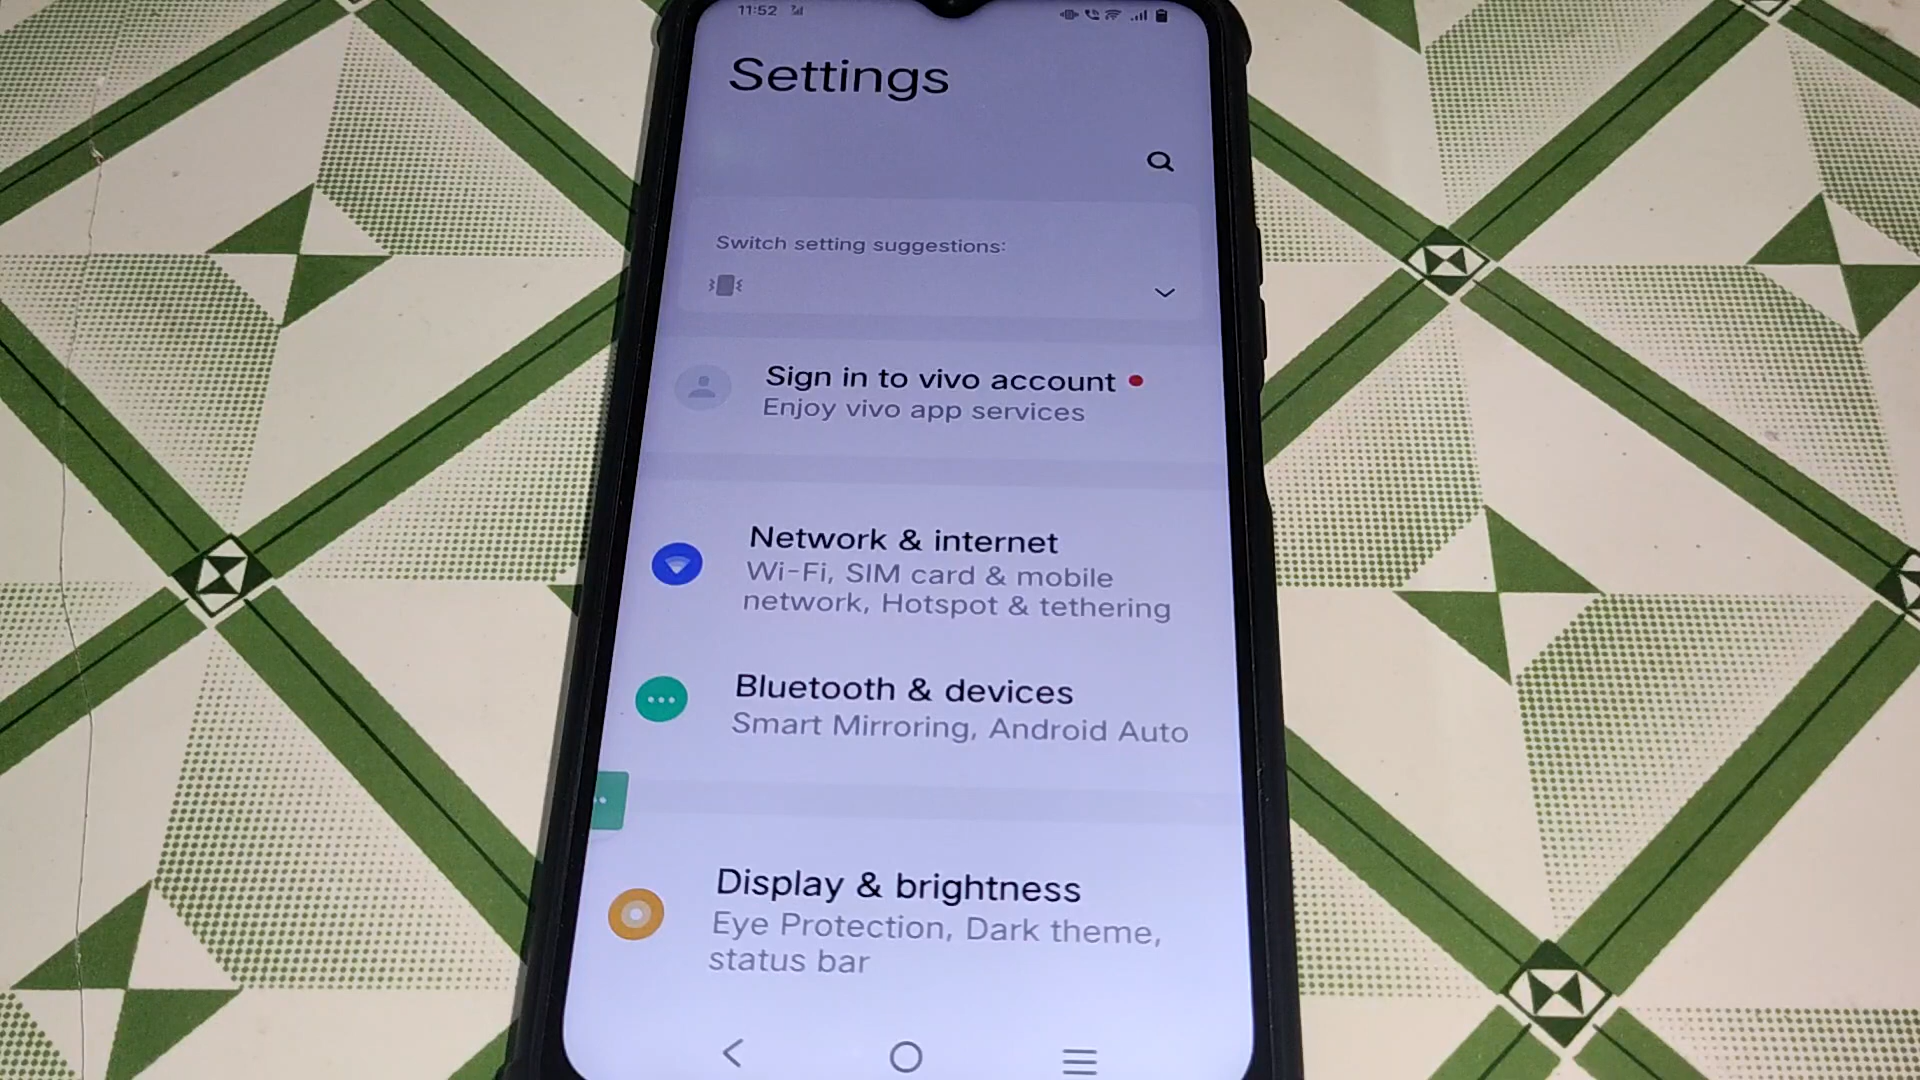 11:52
Settings
Switch setting suggestions:
Sign in to vivo account
Enjoy vivo app services
Network & internet
Wi-Fi, SIM card & mobile
network, Hotspot & tethering
Bluetooth & devices
Smart Mirroring, Android Auto
Display & brightness
Eye Protection, Dark theme,
status bar